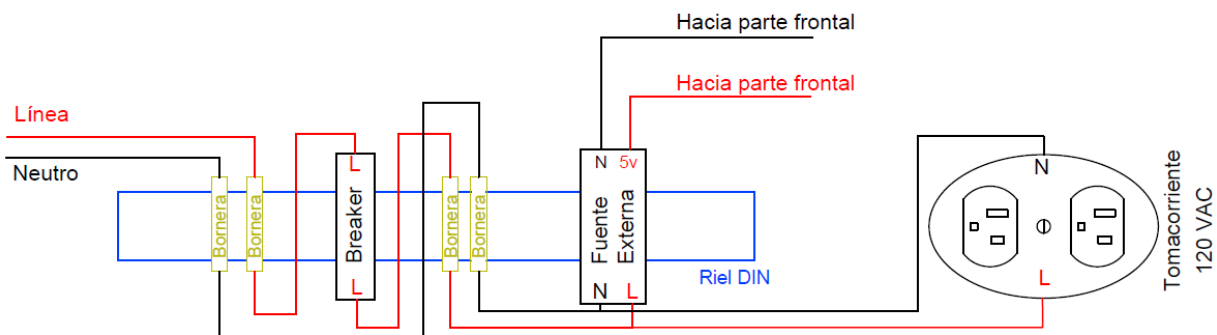 Hacia parte frontal
Hacia parte frontal
Línea
Neutro
Bornera
Bornera
L
Breaker
L
Bornera
Bornera
N 5v
Fuente
Externa
N L
Riel DIN
N
L
Tomacorriente
120 VAC